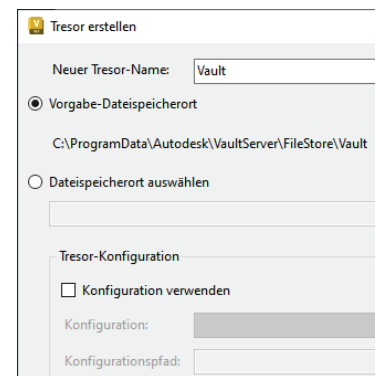 Tresor erstellen
Neuer Tresor-Name: Vault
Vorgabe-Dateispeicherort
C:\ProgramData\Autodesk\VaultServer\FileStore\Vault
Dateispeicherort auswählen
Tresor-Konfiguration
Konfiguration verwenden
Konfiguration:
Konfigurationspfad: